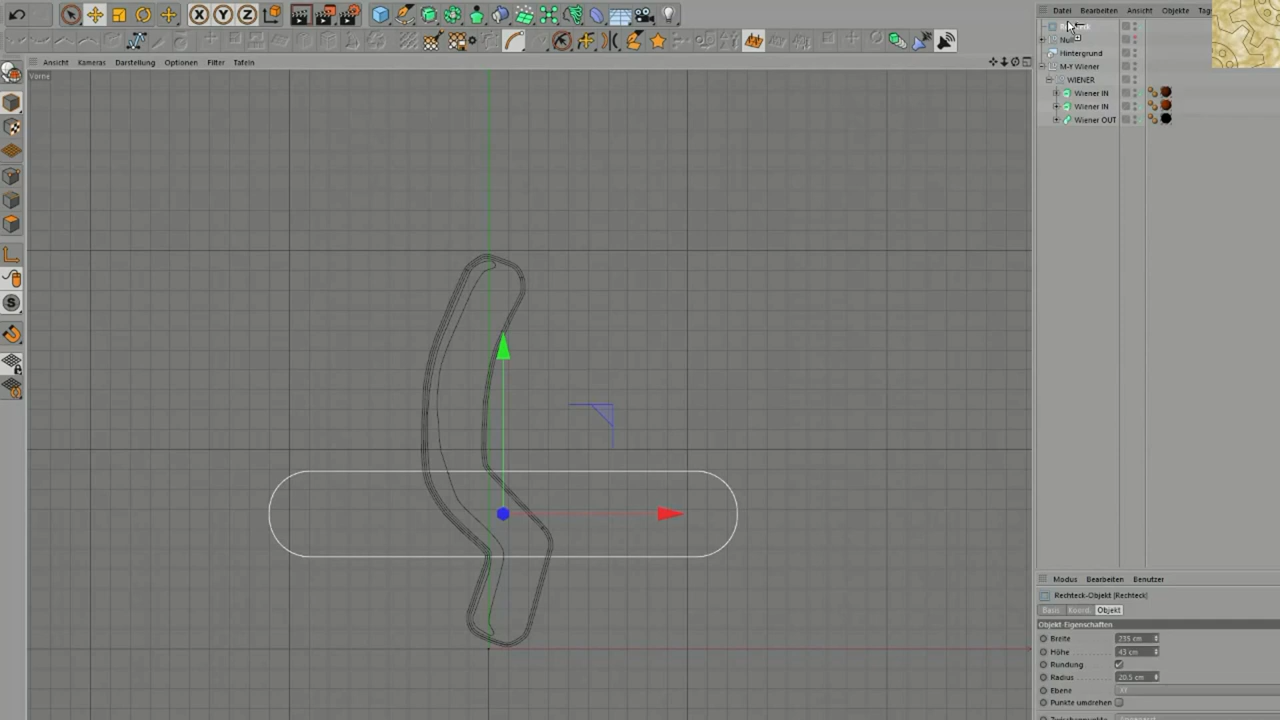 Datei Bearbeiten Ansicht Objekte Tags
Ansicht Kameras Darstellung Optionen Filter Tafeln
Vorne
Hintergrund
M-Y Wiener
WIENER
Wiener IN
Wiener IN
Wiener OUT
X Y Z
S
Modus Bearbeiten Benutzer
Rechteck-Objekt [Rechteck]
Basis Koord. Objekt
Objekt-Eigenschaften
Breite 235 cm
Höhe 43 cm
Rundung
Radius 20.5 cm
Ebene
Punkte umdrehen